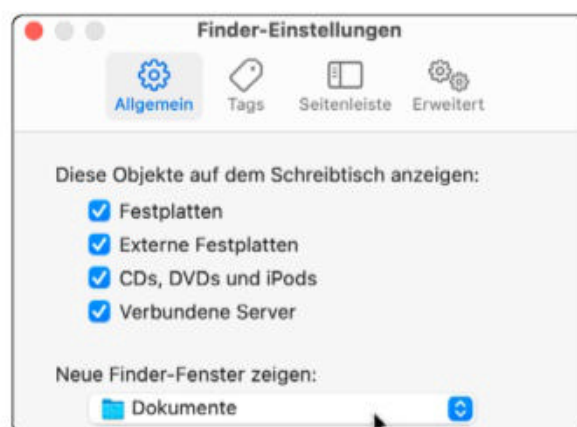 Finder-Einstellungen
Allgemein Tags Seitenleiste Erweitert
Diese Objekte auf dem Schreibtisch anzeigen:
Festplatten
Externe Festplatten
CDs, DVDs und iPods
Verbundene Server
Neue Finder-Fenster zeigen:
Dokumente